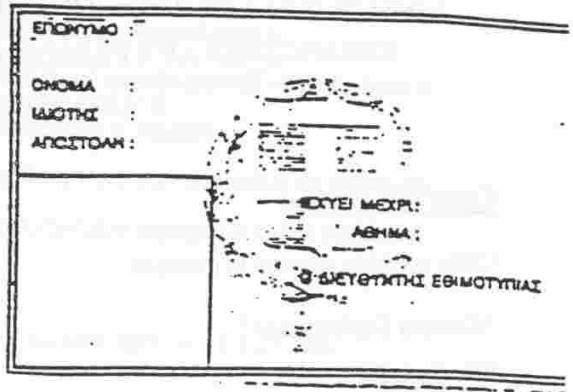 ΕΠΩΝΥΜΟ :
ΟΝΟΜΑ :
ΙΔΙΟΤΗΣ :
ΑΠΟΣΤΟΛΗ :
ΙΣΧΥΕΙ ΜΕΧΡΙ :
ΑΘΗΝΑ :
Ο ΔΙΕΥΘΥΝΤΗΣ ΕΘΙΜΟΤΥΠΙΑΣ